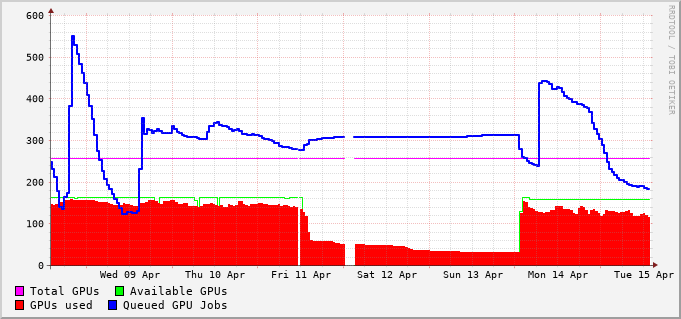 600
500
400
300
200
100
0
Wed 09 Apr Thu 10 Apr Fri 11 Apr Sat 12 Apr Sun 13 Apr Mon 14 Apr Tue 15 Apr
Total GPUs Available GPUs
GPUs used Queued GPU Jobs
RRDTOOL / TOBI OETIKER